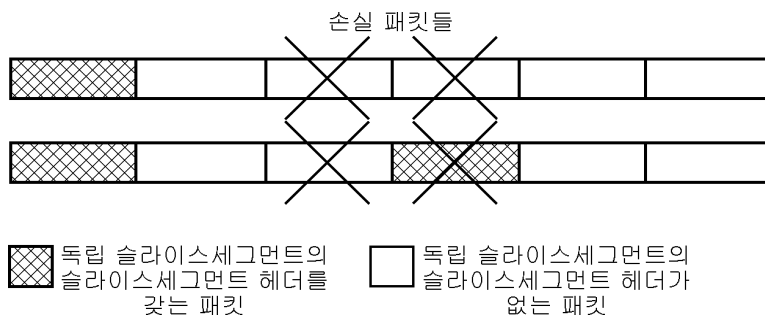 손실 패킷들
독립 슬라이스세그먼트의
슬라이스세그먼트 헤더를
갖는 패킷
독립 슬라이스세그먼트의
슬라이스세그먼트 헤더가
없는 패킷